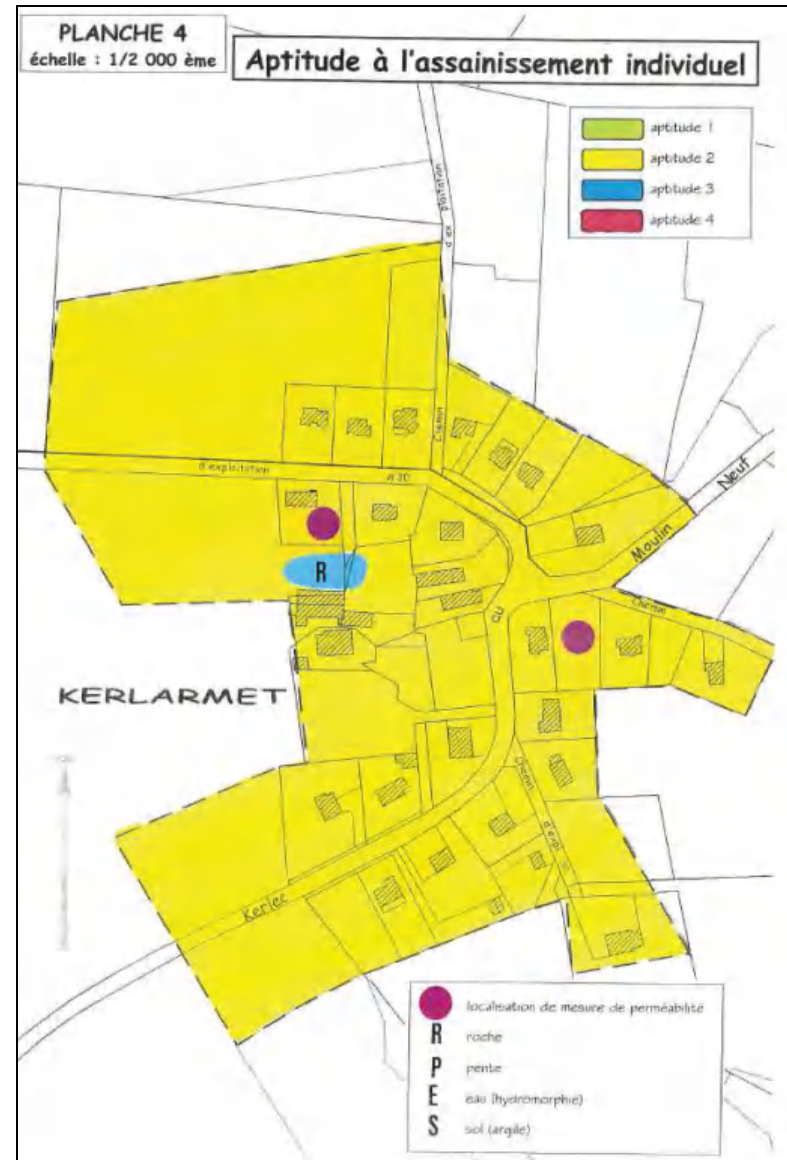 PLANCHE 4
échelle : 1/2 000 ème
Aptitude à l'assainissement individuel
aptitude 1
aptitude 2
aptitude 3
aptitude 4
d'exploitation
Chemin
d'exploitation
N 30
Neuf
Moulin
R
du
Chemin
KERLARMET
Chemin
d'expl
Kerlec
localisation de mesure de perméabilité
R roche
P pente
E eau (hydromorphie)
S sol (argile)